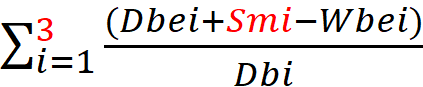 ∑³ᵢ₌₁ (Dbei+Smi−Wbei) / Dbi